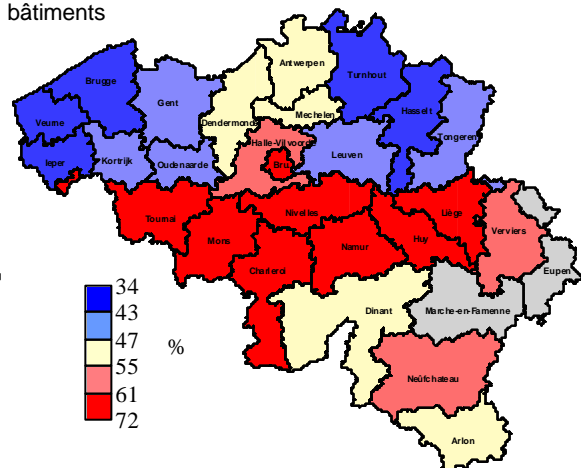 bâtiments
Antwerpen
Turnhout
Brugge
Gent
Hasselt
Mechelen
Veurne
Dendermonde
Tongeren
Halle-Vilvoorde
Kortrijk
Oudenaarde
Leuven
Ieper
Bru.
Tournai
Nivelles
Liège
Verviers
Mons
Namur
Huy
Eupen
Charleroi
Dinant
Marche-en-Famenne
34
43
47
55
61
72
%
Neufchateau
Arlon